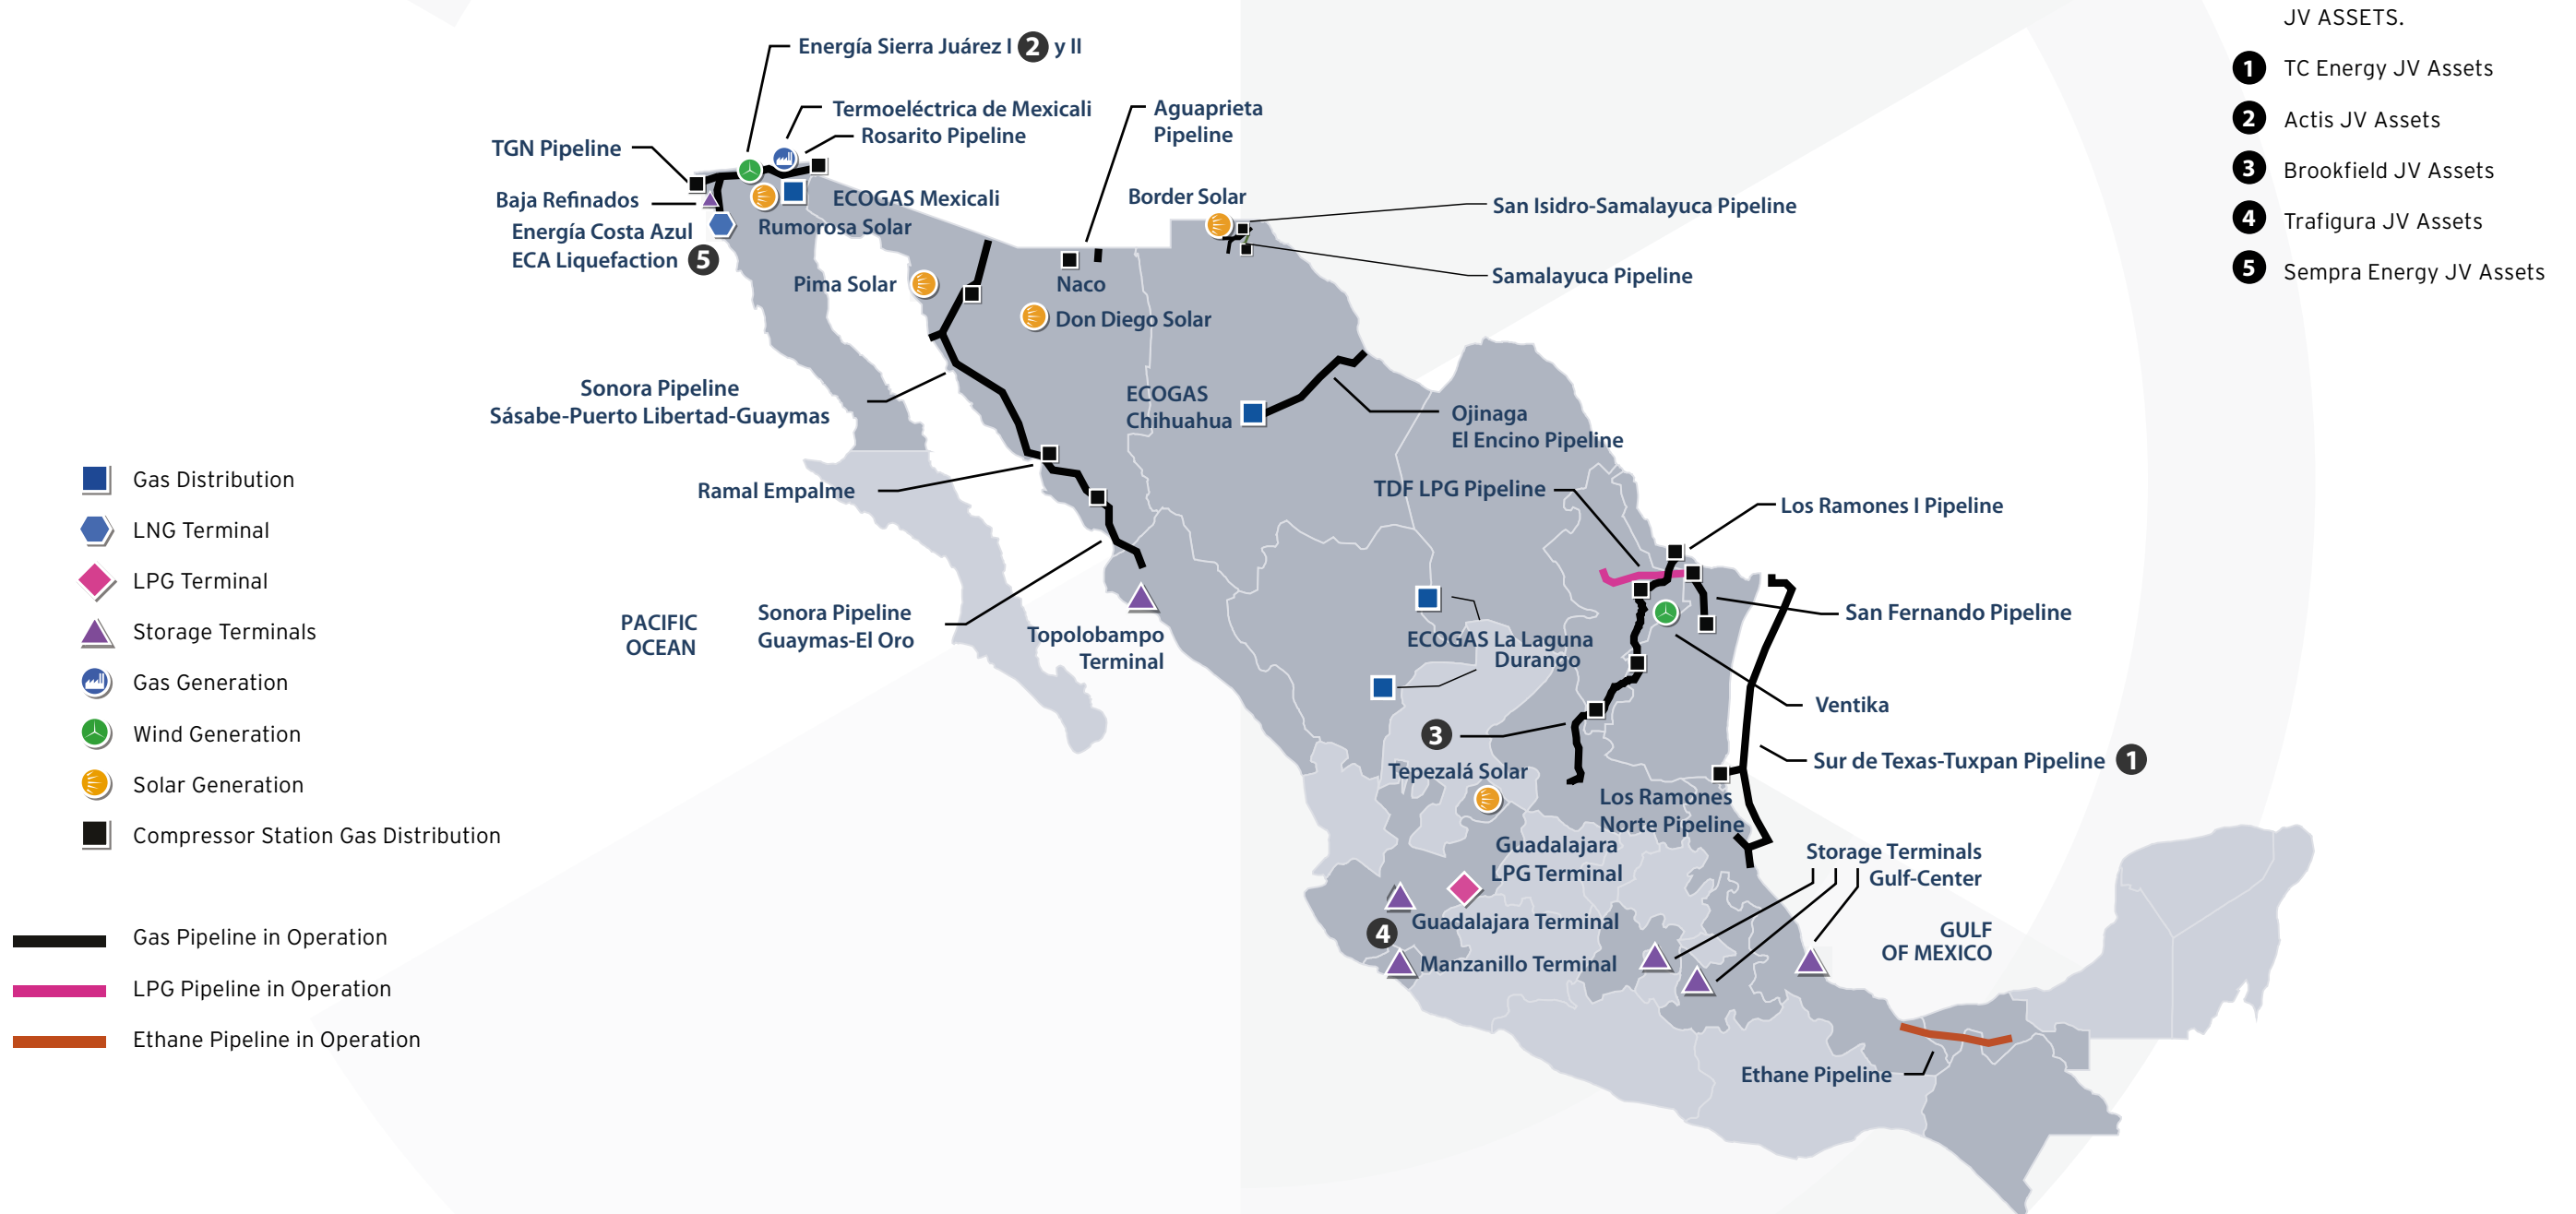 JV ASSETS.
1 TC Energy JV Assets
2 Actis JV Assets
3 Brookfield JV Assets
4 Trafigura JV Assets
5 Sempra Energy JV Assets
Energía Sierra Juárez I 2 y II
Termoeléctrica de Mexicali
Rosarito Pipeline
Aguaprieta
Pipeline
TGN Pipeline
Baja Refinados
Energía Costa Azul
ECA Liquefaction 5
ECOGAS Mexicali
Rumorosa Solar
Border Solar
San Isidro-Samalayuca Pipeline
Samalayuca Pipeline
Pima Solar
Naco
Don Diego Solar
Sonora Pipeline
Sásabe-Puerto Libertad-Guaymas
ECOGAS
Chihuahua
Ojinaga
El Encino Pipeline
Ramal Empalme
TDF LPG Pipeline
Los Ramones I Pipeline
PACIFIC
OCEAN
Sonora Pipeline
Guaymas-El Oro
Topolobampo
Terminal
ECOGAS La Laguna
Durango
San Fernando Pipeline
Ventika
3
Sur de Texas-Tuxpan Pipeline 1
Tepezalá Solar
Los Ramones
Norte Pipeline
Guadalajara
LPG Terminal
Storage Terminals
Gulf-Center
Guadalajara Terminal
4
Manzanillo Terminal
GULF
OF MEXICO
Ethane Pipeline
Gas Distribution
LNG Terminal
LPG Terminal
Storage Terminals
Gas Generation
Wind Generation
Solar Generation
Compressor Station Gas Distribution
Gas Pipeline in Operation
LPG Pipeline in Operation
Ethane Pipeline in Operation